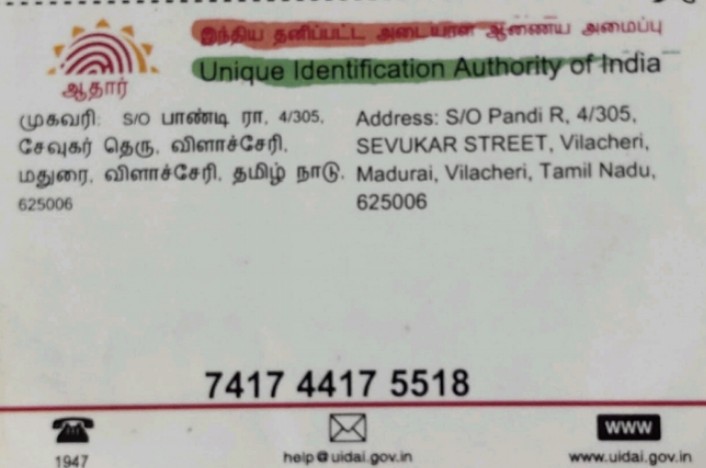 இந்திய தனிப்பட்ட அடையாள ஆணைய அமைப்பு
Unique Identification Authority of India
ஆதார்
முகவரி: S/O பாண்டி ரா, 4/305,
சேவுகர் தெரு, விளாச்சேரி,
மதுரை, விளாச்சேரி, தமிழ் நாடு,
625006
Address: S/O Pandi R, 4/305,
SEVUKAR STREET, Vilacheri,
Madurai, Vilacheri, Tamil Nadu,
625006
7417 4417 5518
1947
help@uidai.gov.in
www
www.uidai.gov.in